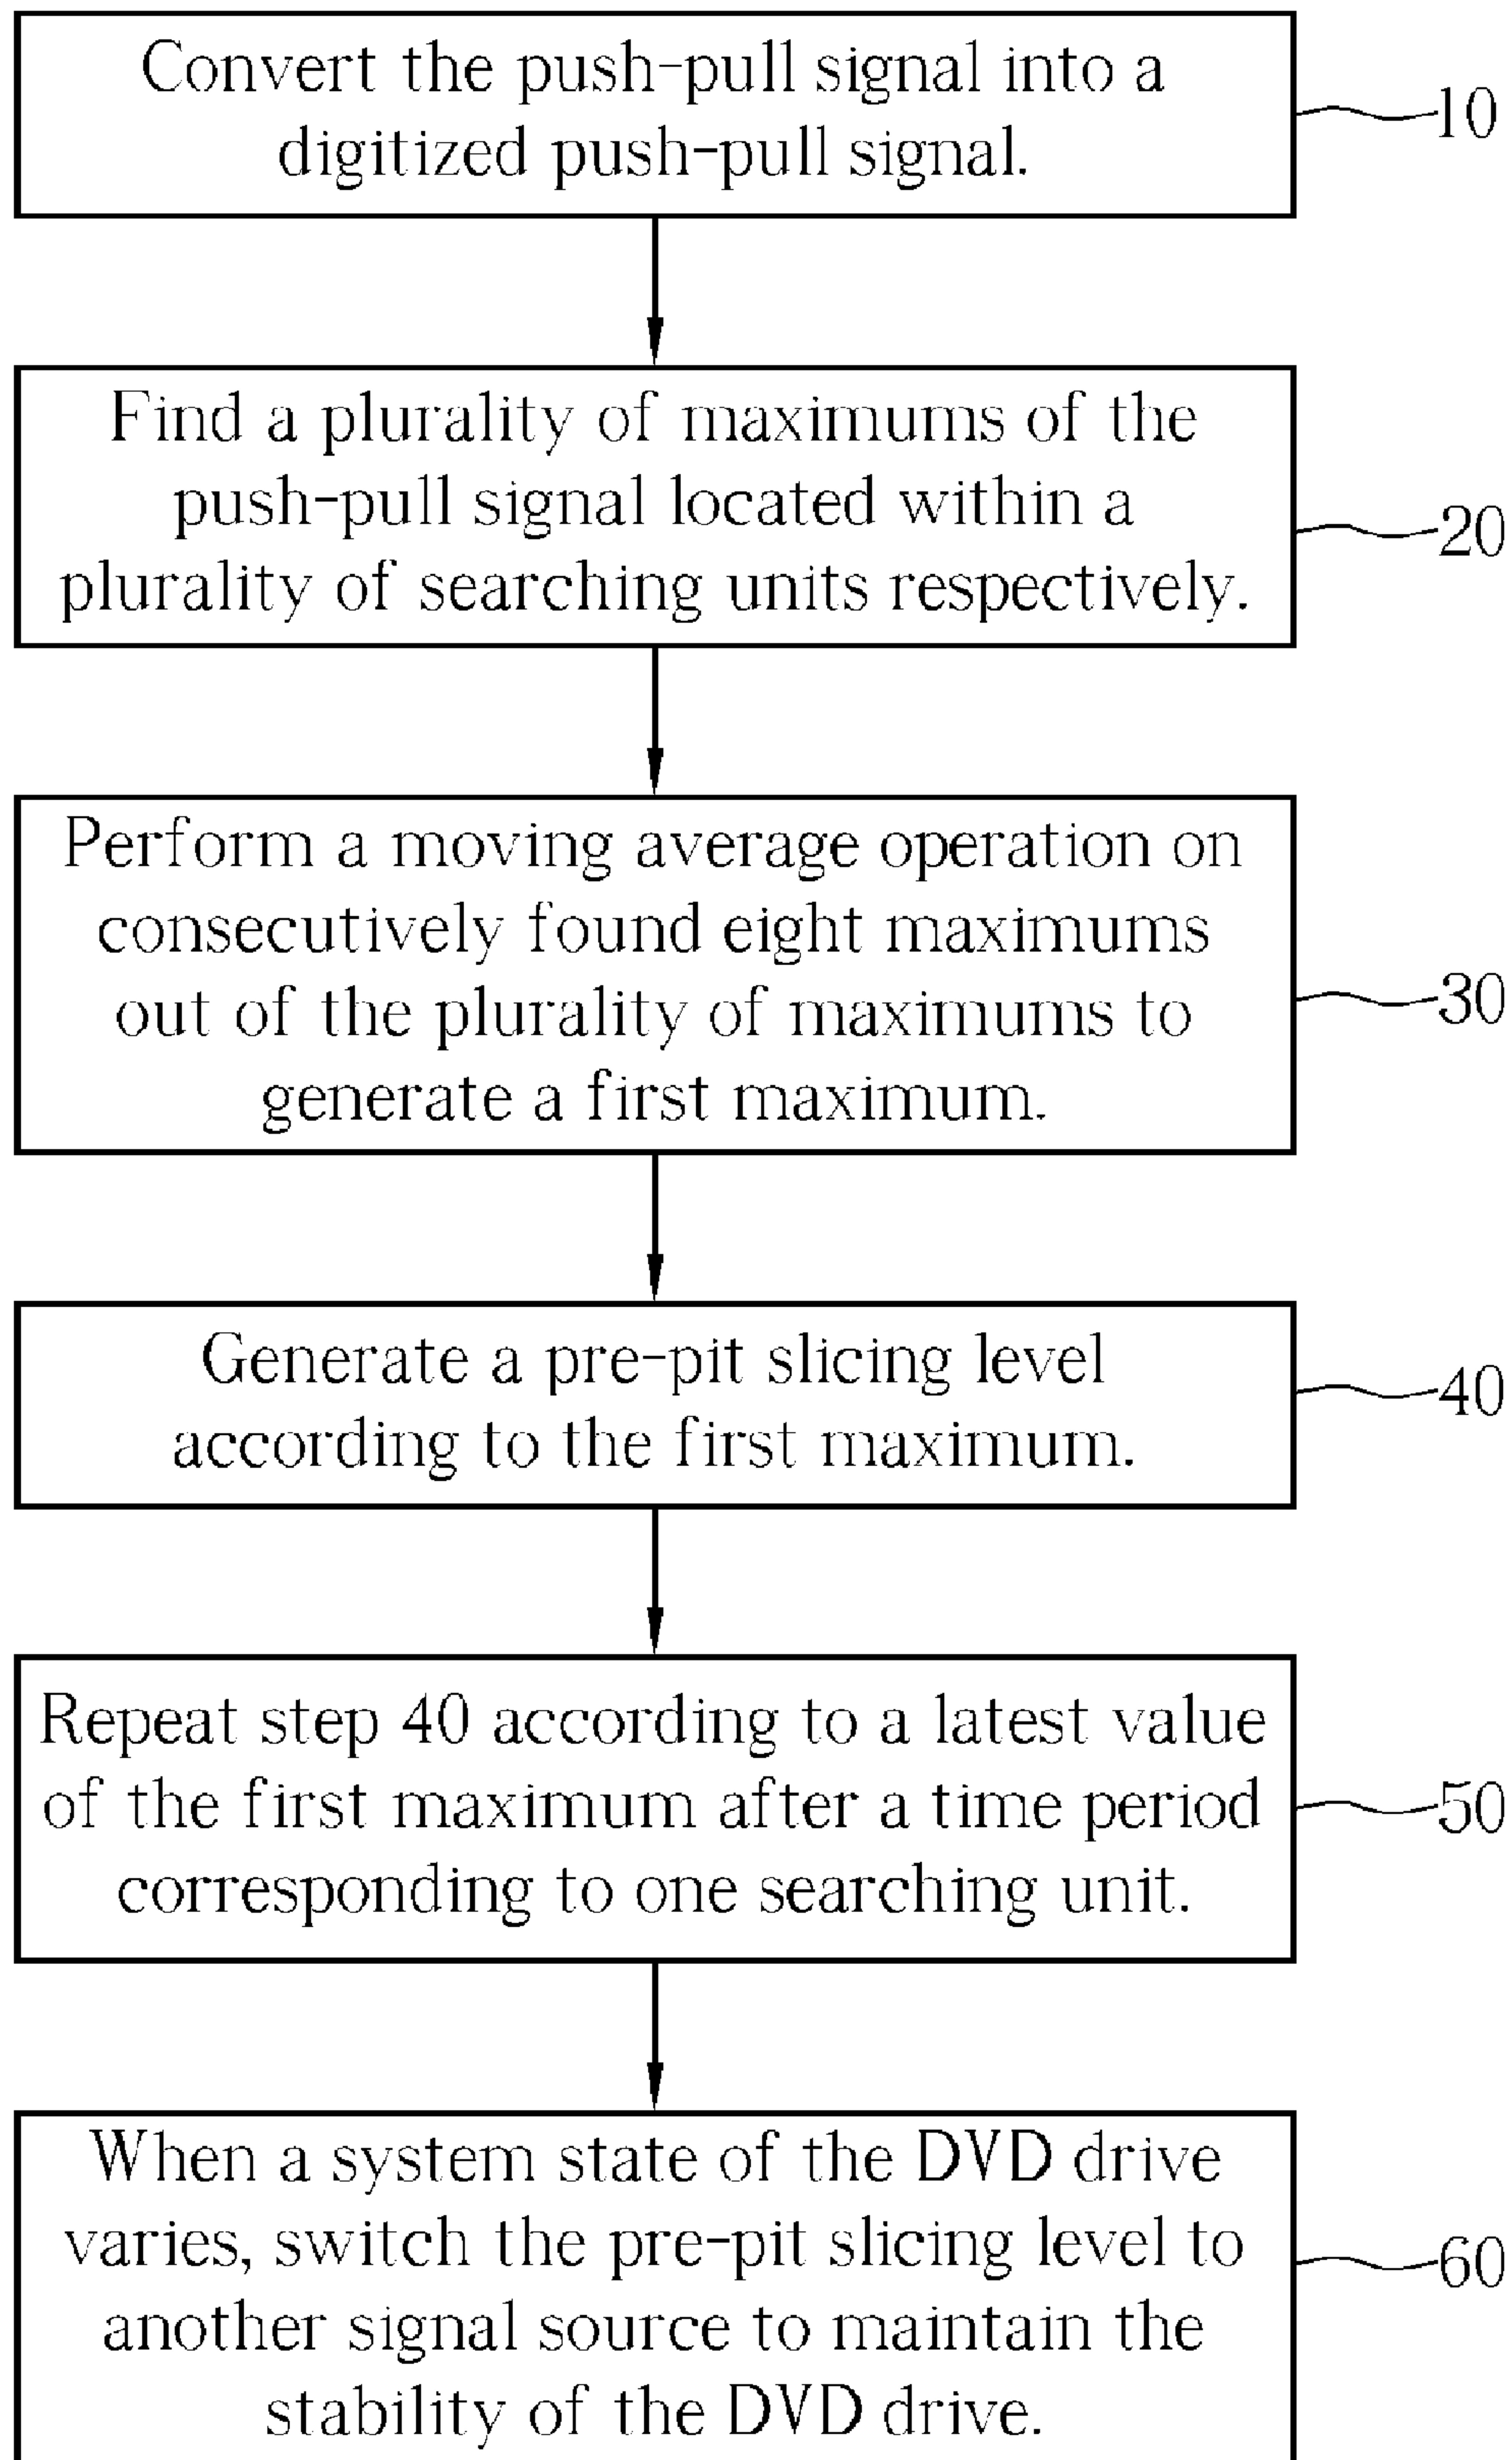 Convert the push-pull signal into a
digitized push-pull signal.
10
Find a plurality of maximums of the
push-pull signal located within a
plurality of searching units respectively.
20
Perform a moving average operation on
consecutively found eight maximums
out of the plurality of maximums to
generate a first maximum.
30
Generate a pre-pit slicing level
according to the first maximum.
40
Repeat step 40 according to a latest value
of the first maximum after a time period
corresponding to one searching unit.
50
When a system state of the DVD drive
varies, switch the pre-pit slicing level to
another signal source to maintain the
stability of the DVD drive.
60